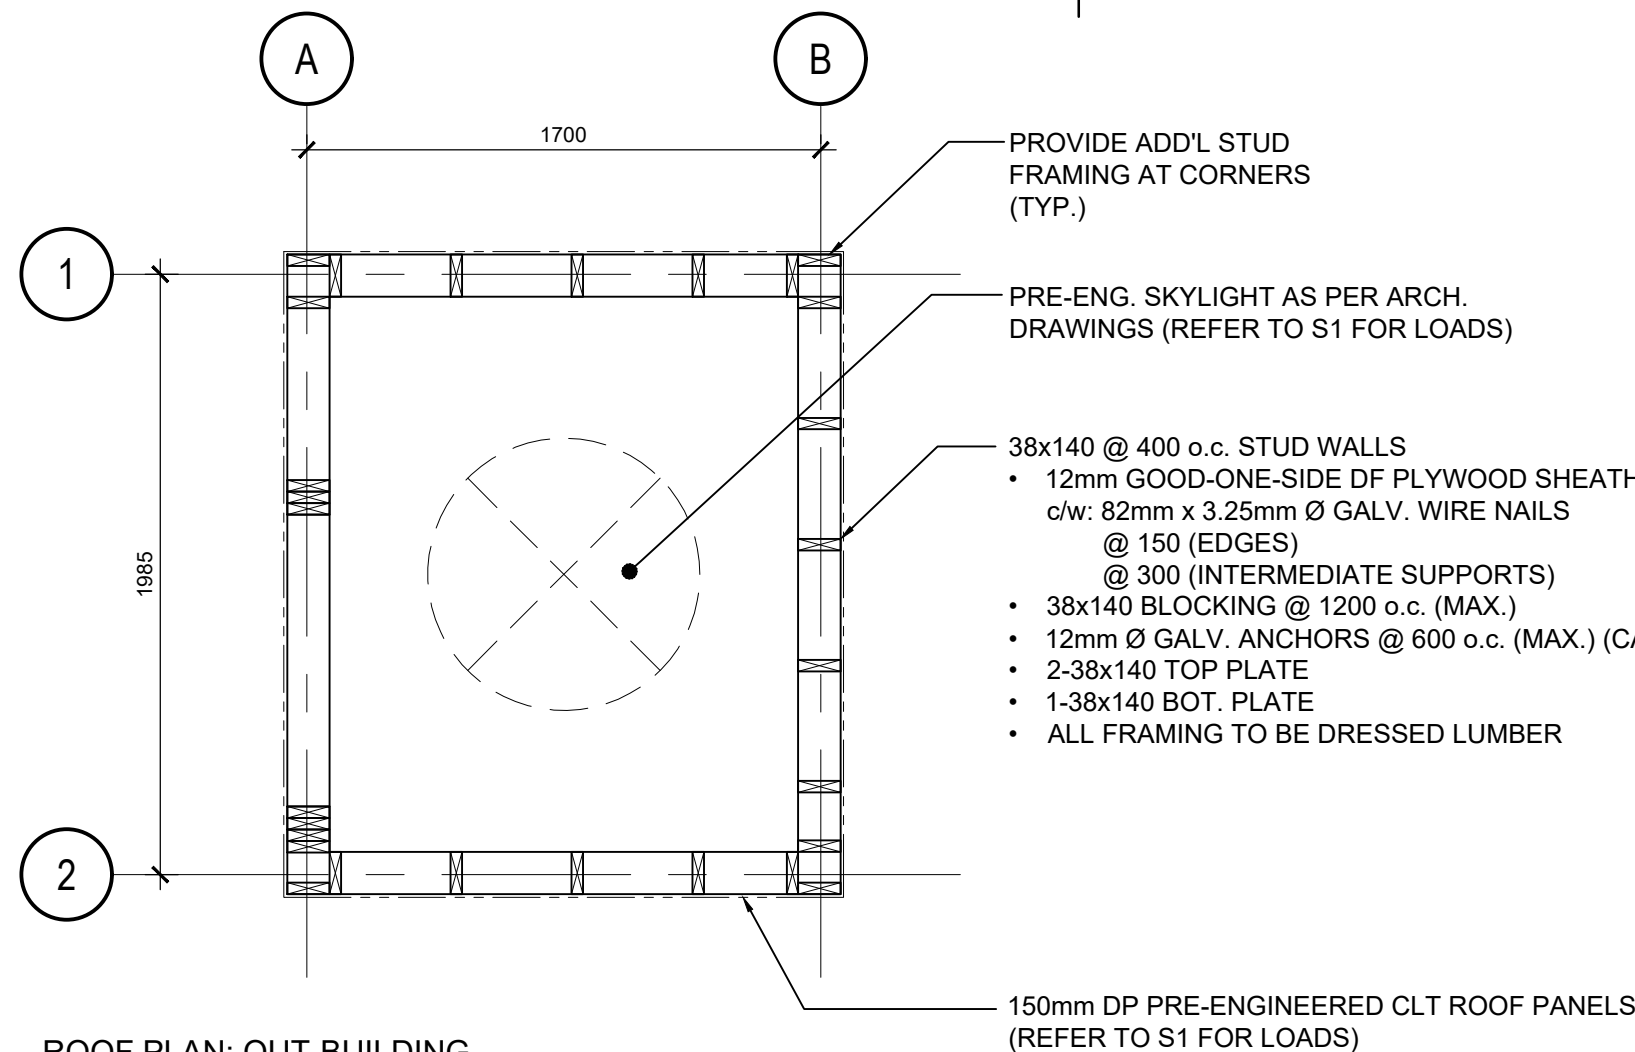 A
B
1700
PROVIDE ADD'L STUD
FRAMING AT CORNERS
(TYP.)
1
PRE-ENG. SKYLIGHT AS PER ARCH.
DRAWINGS (REFER TO S1 FOR LOADS)
38x140 @ 400 o.c. STUD WALLS
• 12mm GOOD-ONE-SIDE DF PLYWOOD SHEATH
c/w: 82mm x 3.25mm Ø GALV. WIRE NAILS
@ 150 (EDGES)
@ 300 (INTERMEDIATE SUPPORTS)
• 38x140 BLOCKING @ 1200 o.c. (MAX.)
• 12mm Ø GALV. ANCHORS @ 600 o.c. (MAX.) (CA
• 2-38x140 TOP PLATE
• 1-38x140 BOT. PLATE
• ALL FRAMING TO BE DRESSED LUMBER
1985
2
150mm DP PRE-ENGINEERED CLT ROOF PANELS
(REFER TO S1 FOR LOADS)
ROOF PLAN: OUT-BUILDING